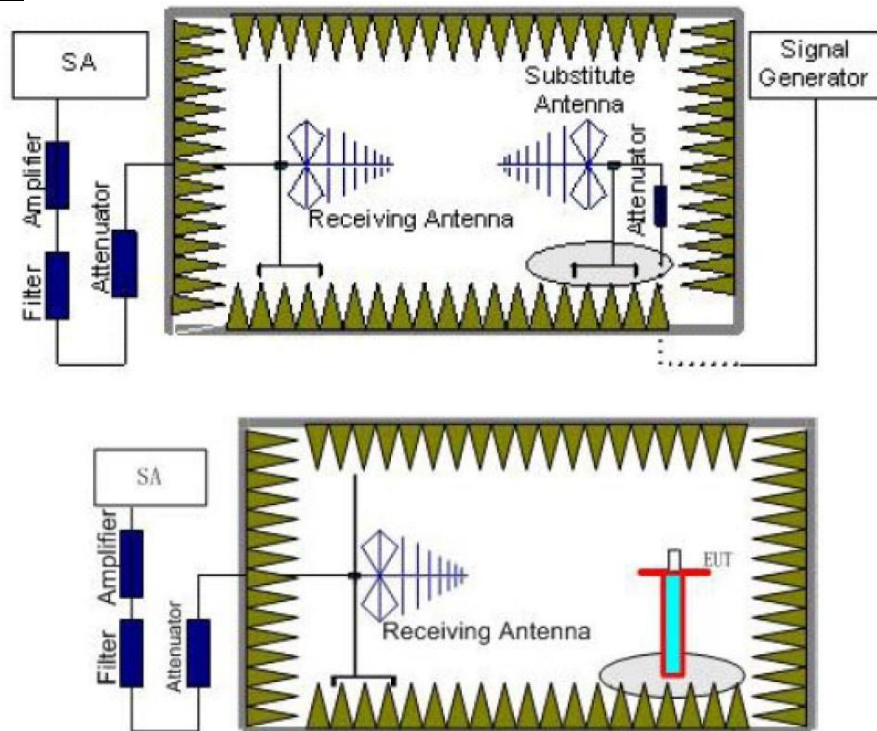 SA
Signal
Generator
Substitute
Antenna
Amplifier
Attenuator
Filter
Receiving Antenna
Attenuator
SA
Amplifier
Filter
Attenuator
Receiving Antenna
EUT